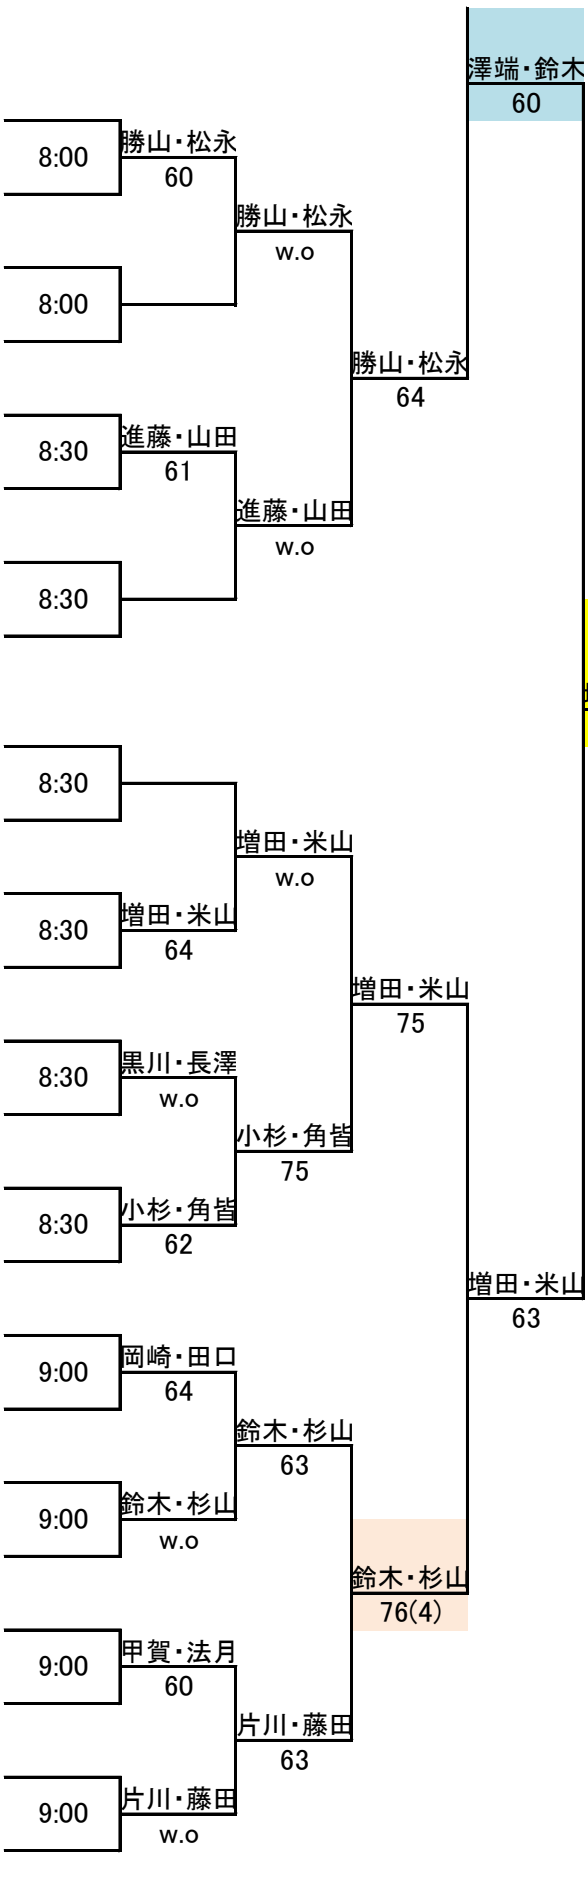 澤端・鈴木
60
8:00
勝山・松永
60
勝山・松永
w.o
8:00
勝山・松永
64
8:30
進藤・山田
61
進藤・山田
w.o
8:30
8:30
増田・米山
w.o
8:30
増田・米山
64
増田・米山
75
8:30
黒川・長澤
w.o
小杉・角皆
75
8:30
小杉・角皆
62
増田・米山
63
9:00
岡崎・田口
64
鈴木・杉山
63
9:00
鈴木・杉山
w.o
鈴木・杉山
76(4)
9:00
甲賀・法月
60
片川・藤田
63
9:00
片川・藤田
w.o